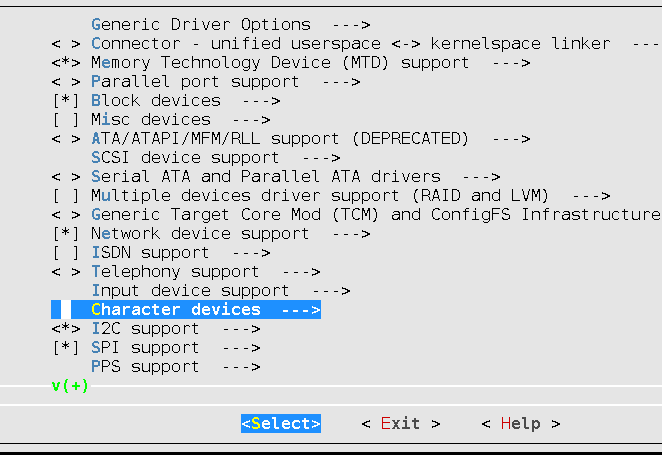 Generic Driver Options  --->
< > Connector - unified userspace <-> kernelspace linker  ---
<*> Memory Technology Device (MTD) support  --->
< > Parallel port support  --->
[*] Block devices  --->
[ ] Misc devices  --->
< > ATA/ATAPI/MFM/RLL support (DEPRECATED)  --->
SCSI device support  --->
< > Serial ATA and Parallel ATA drivers  --->
[ ] Multiple devices driver support (RAID and LVM)  --->
< > Generic Target Core Mod (TCM) and ConfigFS Infrastructure
[*] Network device support  --->
[ ] ISDN support  --->
< > Telephony support  --->
Input device support  --->
Character devices  --->
<*> I2C support  --->
[*] SPI support  --->
PPS support  --->
v(+)
<Select>    < Exit >    < Help >